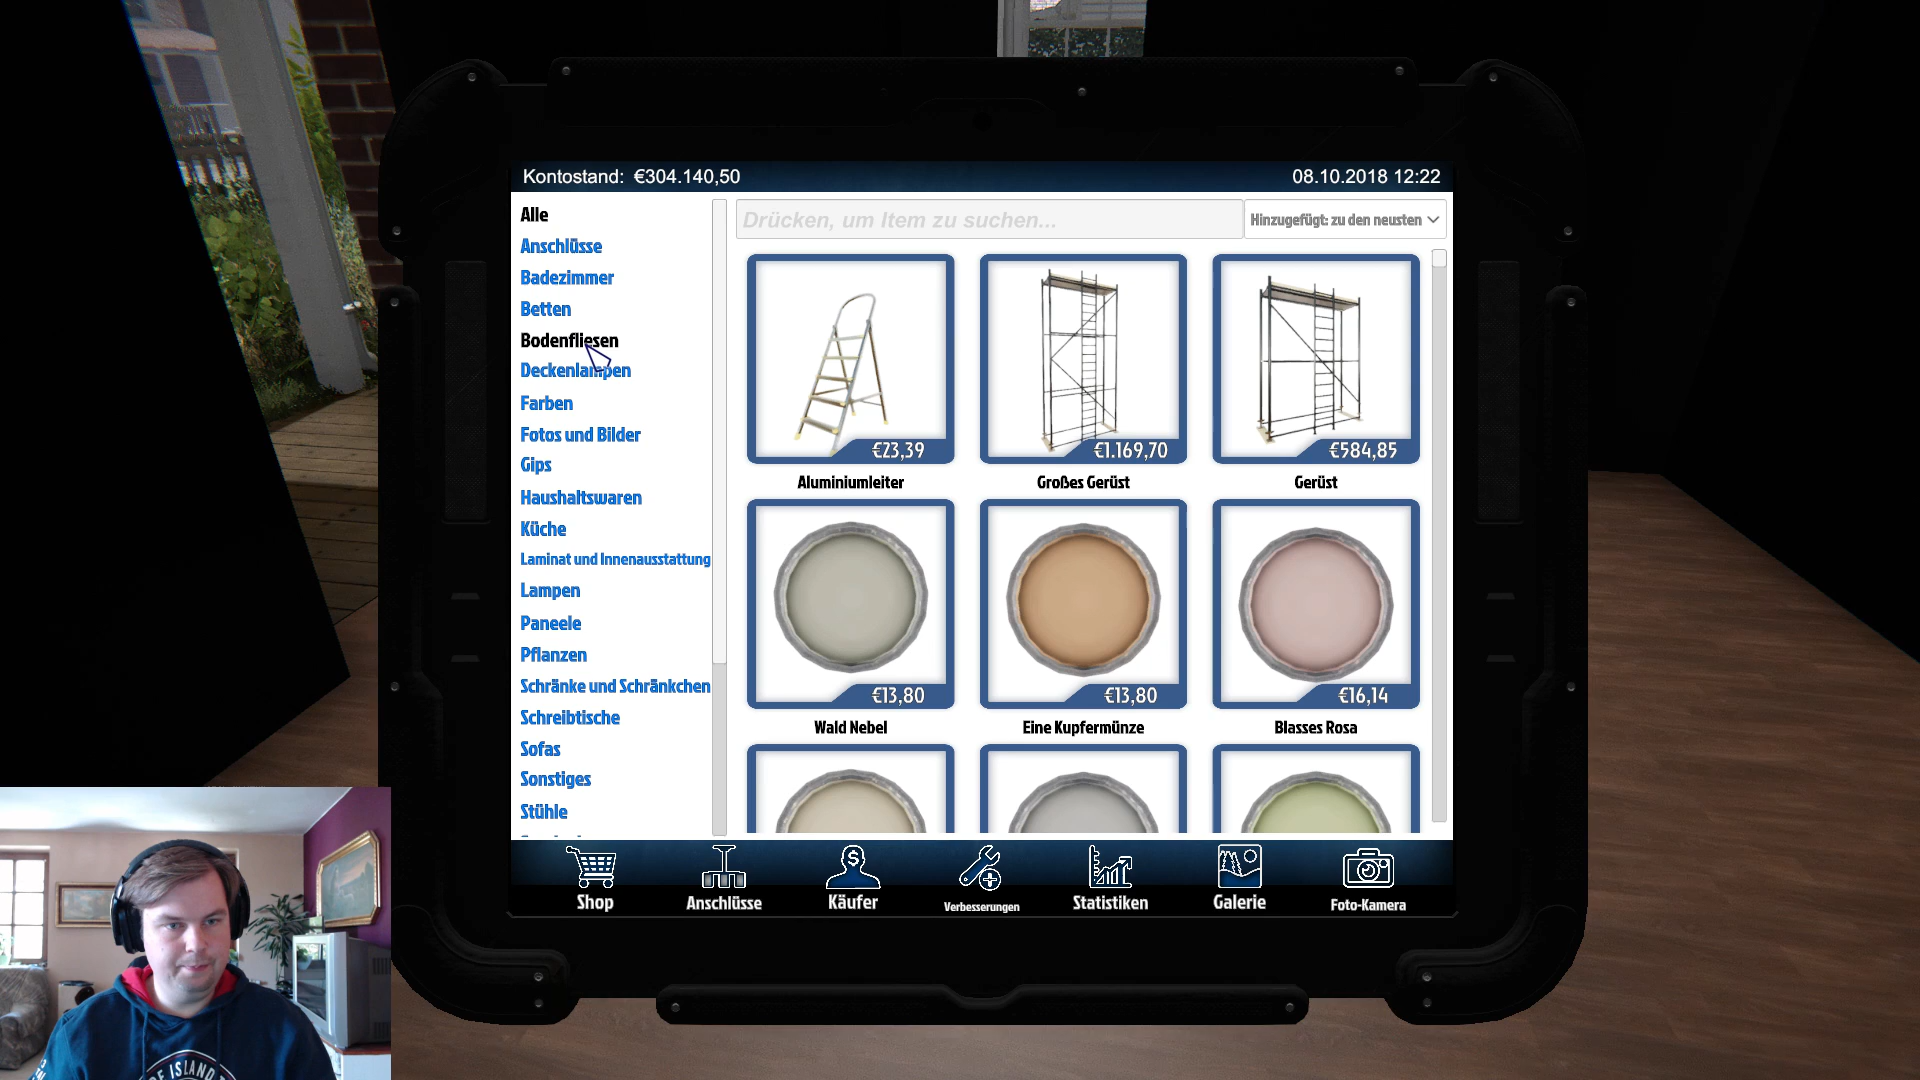 Kontostand: €304.140,50
08.10.2018 12:22
Alle
Anschlüsse
Badezimmer
Betten
Bodenfliesen
Deckenlampen
Farben
Fotos und Bilder
Gips
Haushaltswaren
Küche
Laminat und Innenausstattung
Lampen
Paneele
Pflanzen
Schränke und Schränkchen
Schreibtische
Sofas
Sonstiges
Stühle
Drücken, um Item zu suchen...
Hinzugefügt: zu den neusten
€23,39
€1.169,70
€584,85
Aluminiumleiter
Großes Gerüst
Gerüst
€13,80
€13,80
€16,14
Wald Nebel
Eine Kupfermünze
Blasses Rosa
Shop
Anschlüsse
Käufer
Verbesserungen
Statistiken
Galerie
Foto-Kamera
ISLAND